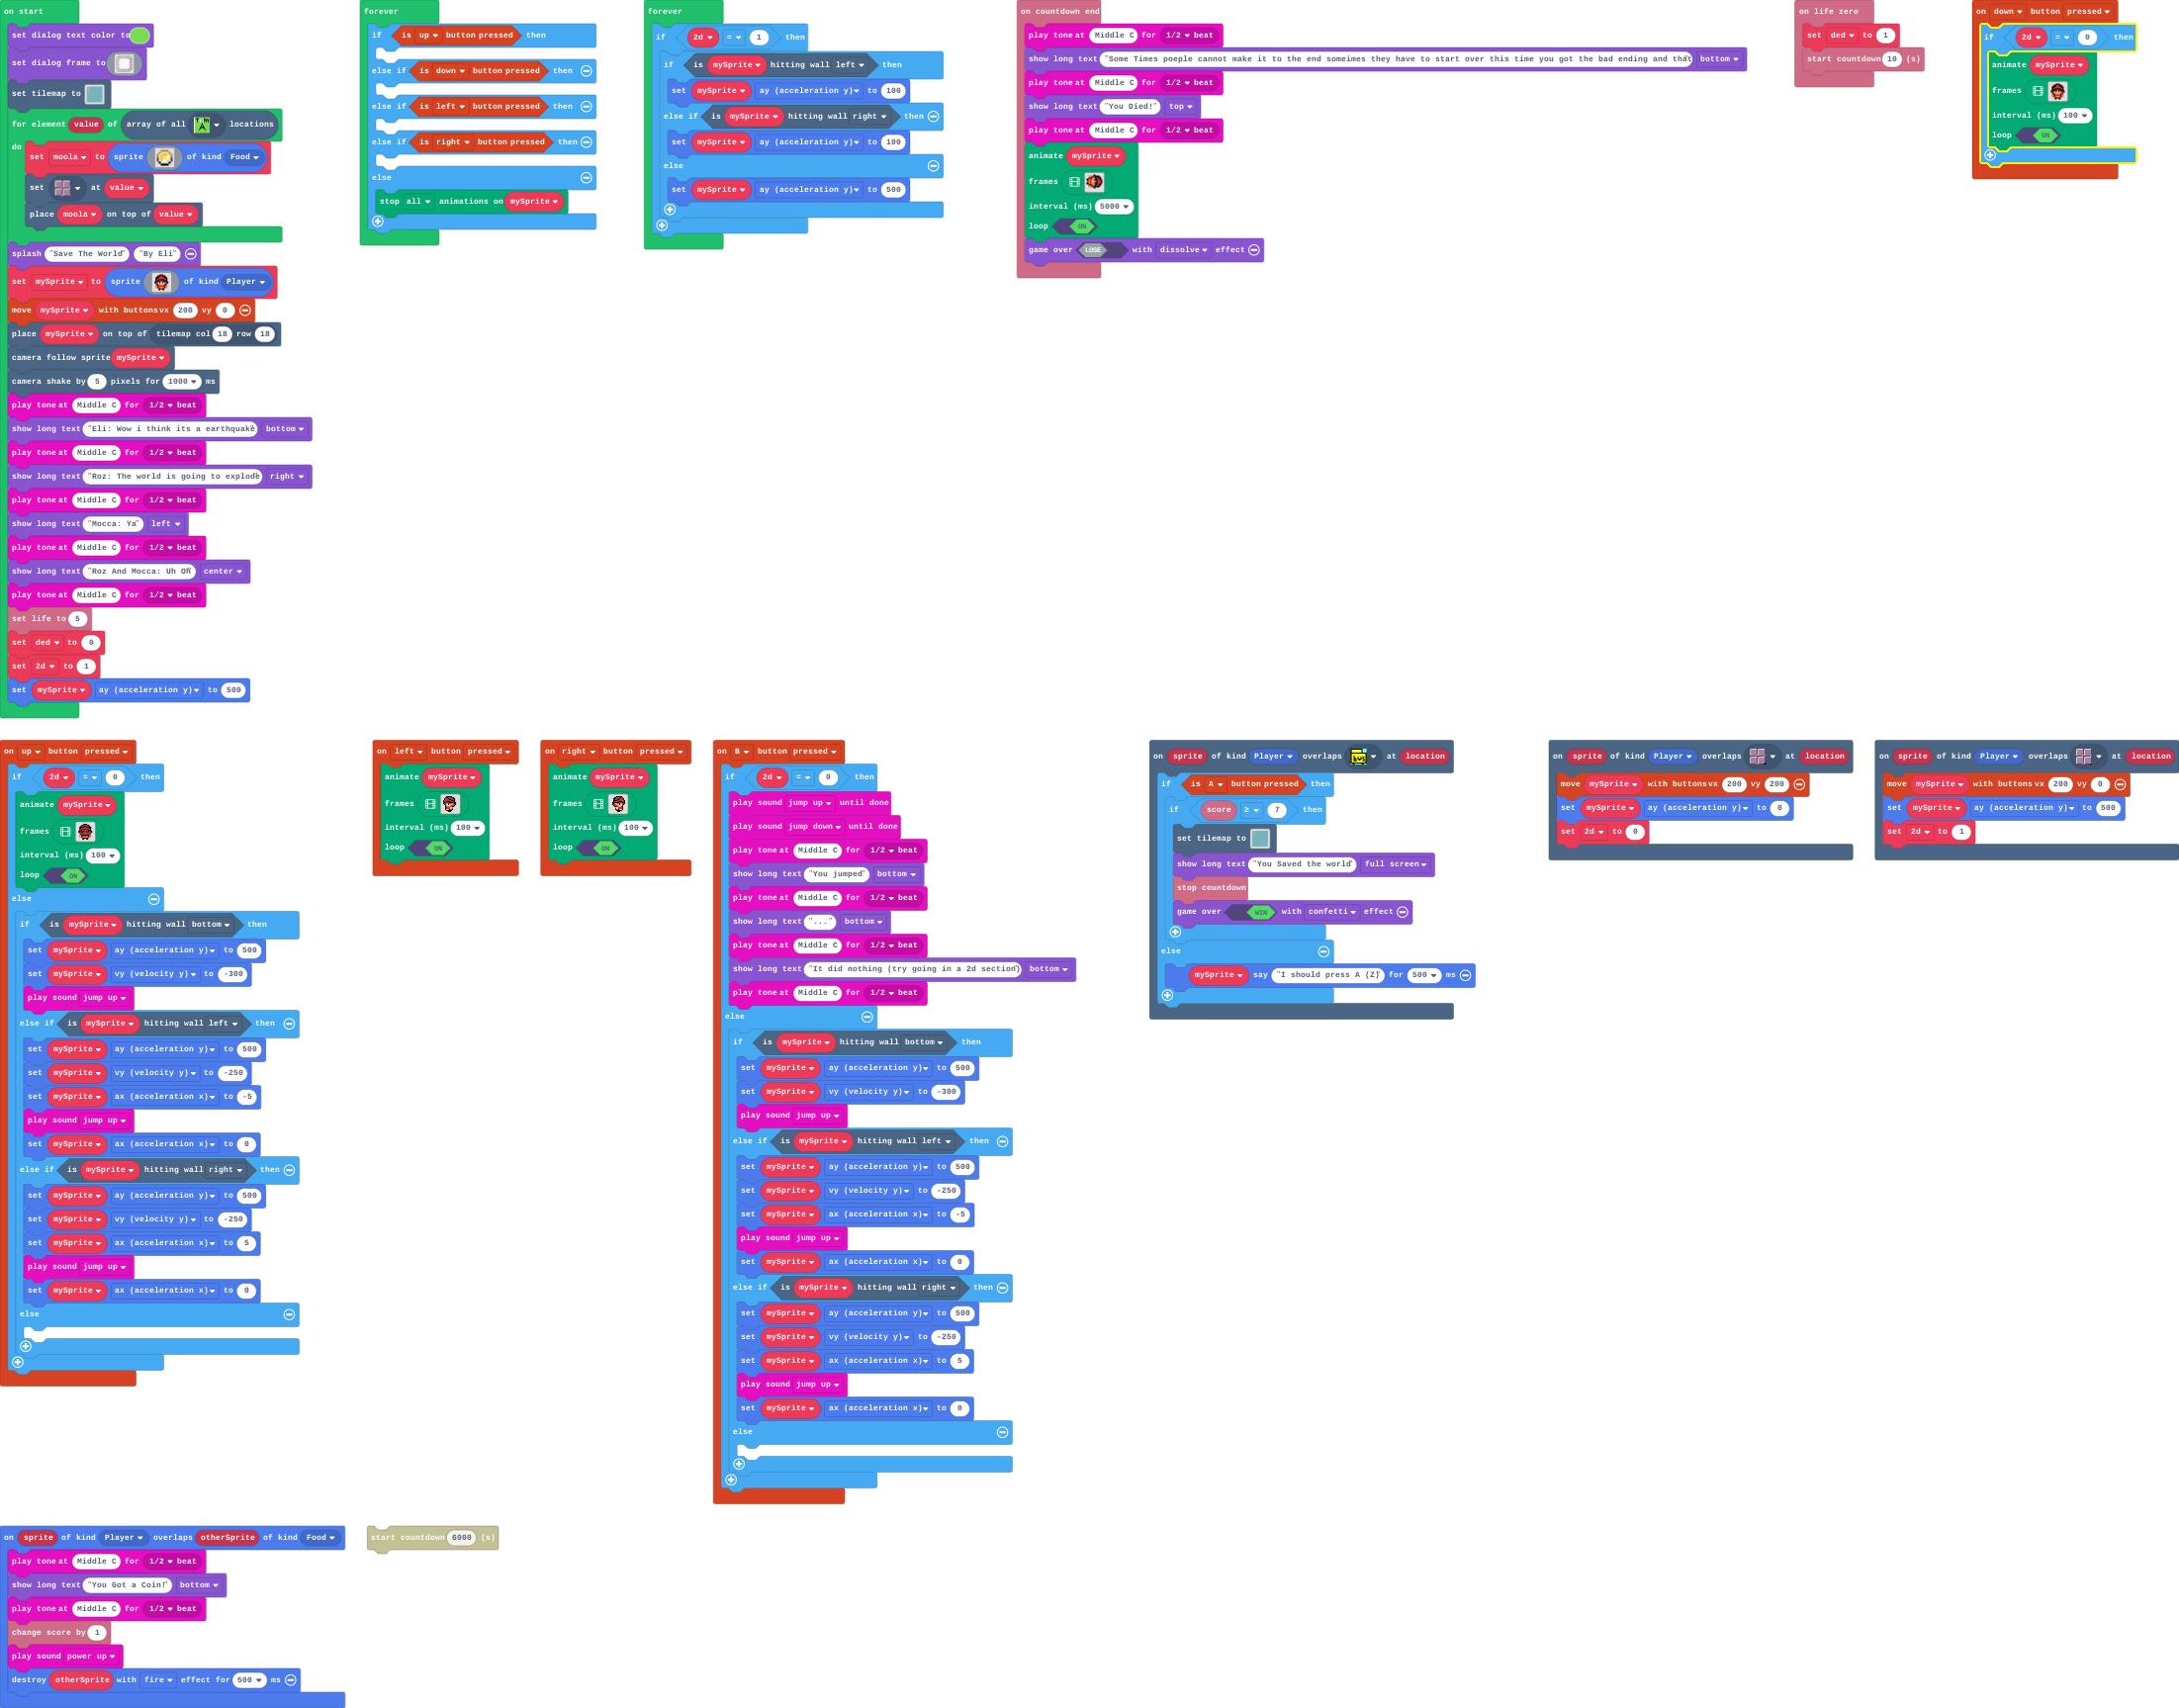 on start
set dialog text color to
set dialog frame to
set tilemap to
for element value of array of all locations
do
set moola to sprite of kind Food
set at value
place moola on top of value
splash "Save The World" "By Eli"
set mySprite to sprite of kind Player
move mySprite with buttons vx 200 vy 0
place mySprite on top of tilemap col 18 row 18
camera follow sprite mySprite
camera shake by 5 pixels for 1000 ms
play tone at Middle C for 1/2 beat
show long text "Eli: Wow i think its a earthquake" bottom
play tone at Middle C for 1/2 beat
show long text "Roz: The world is going to explode" right
play tone at Middle C for 1/2 beat
show long text "Mocca: Ya" left
play tone at Middle C for 1/2 beat
show long text "Roz And Mocca: Uh Oh" center
play tone at Middle C for 1/2 beat
set life to 5
set ded to 0
set 2d to 1
set mySprite ay (acceleration y) to 500
forever
if is up button pressed then
else if is down button pressed then
else if is left button pressed then
else if is right button pressed then
else
stop all animations on mySprite
forever
if 2d = 1 then
if is mySprite hitting wall left then
set mySprite ay (acceleration y) to 100
else if is mySprite hitting wall right then
set mySprite ay (acceleration y) to 100
else
set mySprite ay (acceleration y) to 500
on countdown end
play tone at Middle C for 1/2 beat
show long text "Some Times poeple cannot make it to the end someimes they have to start over this time you got the bad ending and that bottom
show long text "You Died!" top
play tone at Middle C for 1/2 beat
animate mySprite
frames
interval (ms) 5000
loop ON
game over LOSE with dissolve effect
on life zero
set ded to 1
start countdown 10 (s)
on down button pressed
if 2d = 0 then
animate mySprite
frames
interval (ms) 100
loop ON
on up button pressed
if 2d = 0 then
animate mySprite
frames
interval (ms) 100
loop ON
else
if is mySprite hitting wall bottom then
set mySprite ay (acceleration y) to 500
set mySprite vy (velocity y) to -300
play sound jump up
else if is mySprite hitting wall left then
set mySprite ay (acceleration y) to 500
set mySprite vy (velocity y) to -250
set mySprite ax (acceleration x) to -5
play sound jump up
set mySprite ax (acceleration x) to 0
else if is mySprite hitting wall right then
set mySprite ay (acceleration y) to 500
set mySprite vy (velocity y) to -250
set mySprite ax (acceleration x) to 5
play sound jump up
set mySprite ax (acceleration x) to 0
else
on left button pressed
animate mySprite
frames
interval (ms) 100
loop ON
on right button pressed
animate mySprite
frames
interval (ms) 100
loop ON
on B button pressed
if 2d = 0 then
play sound jump up until done
play sound jump down until done
play tone at Middle C for 1/2 beat
show long text "You jumped" bottom
play tone at Middle C for 1/2 beat
show long text "..." bottom
play tone at Middle C for 1/2 beat
show long text "It did nothing (try going in a 2d section)" bottom
play tone at Middle C for 1/2 beat
else
if is mySprite hitting wall bottom then
set mySprite ay (acceleration y) to 500
set mySprite vy (velocity y) to -300
play sound jump up
else if is mySprite hitting wall left then
set mySprite ay (acceleration y) to 500
set mySprite vy (velocity y) to -250
set mySprite ax (acceleration x) to -5
play sound jump up
set mySprite ax (acceleration x) to 0
else if is mySprite hitting wall right then
set mySprite ay (acceleration y) to 500
set mySprite vy (velocity y) to -250
set mySprite ax (acceleration x) to 5
play sound jump up
set mySprite ax (acceleration x) to 0
else
on sprite of kind Player overlaps at location
if is A button pressed then
if score ≥ 7 then
set tilemap to
show long text "You Saved the world" full screen
stop countdown
game over WIN with confetti effect
else
mySprite say "I should press A (Z)" for 500 ms
on sprite of kind Player overlaps at location
move mySprite with buttons vx 200 vy 200
set mySprite ay (acceleration y) to 0
set 2d to 0
on sprite of kind Player overlaps at location
move mySprite with buttons vx 200 vy 0
set mySprite ay (acceleration y) to 500
set 2d to 1
on sprite of kind Player overlaps otherSprite of kind Food
play tone at Middle C for 1/2 beat
show long text "You Got a Coin!" bottom
play tone at Middle C for 1/2 beat
change score by 1
play sound power up
destroy otherSprite with fire effect for 500 ms
start countdown 6000 (s)